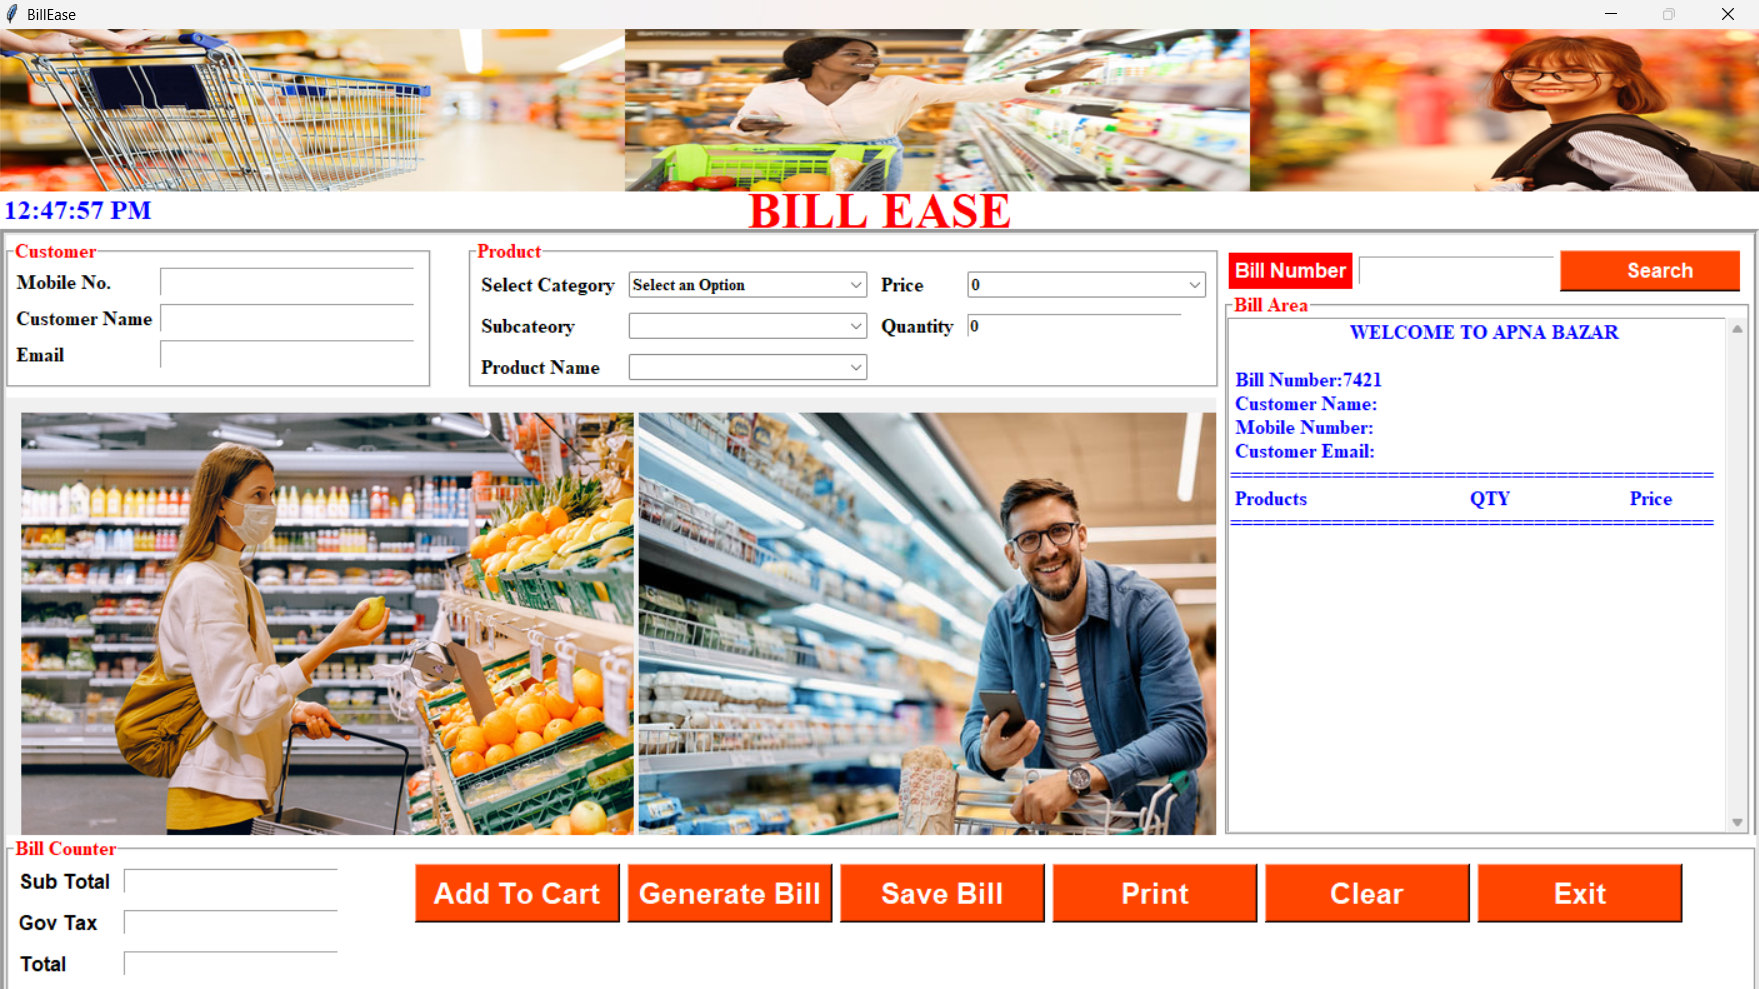 BillEase
12:47:57 PM
BILL EASE
Customer
Mobile No.
Customer Name
Email
Product
Select Category Select an Option Price 0
Subcateory Quantity 0
Product Name
Bill Number Search
Bill Area
WELCOME TO APNA BAZAR
Bill Number:7421
Customer Name:
Mobile Number:
Customer Email:
===========================================
Products QTY Price
===========================================
Bill Counter
Sub Total
Gov Tax
Total
Add To Cart Generate Bill Save Bill Print Clear Exit